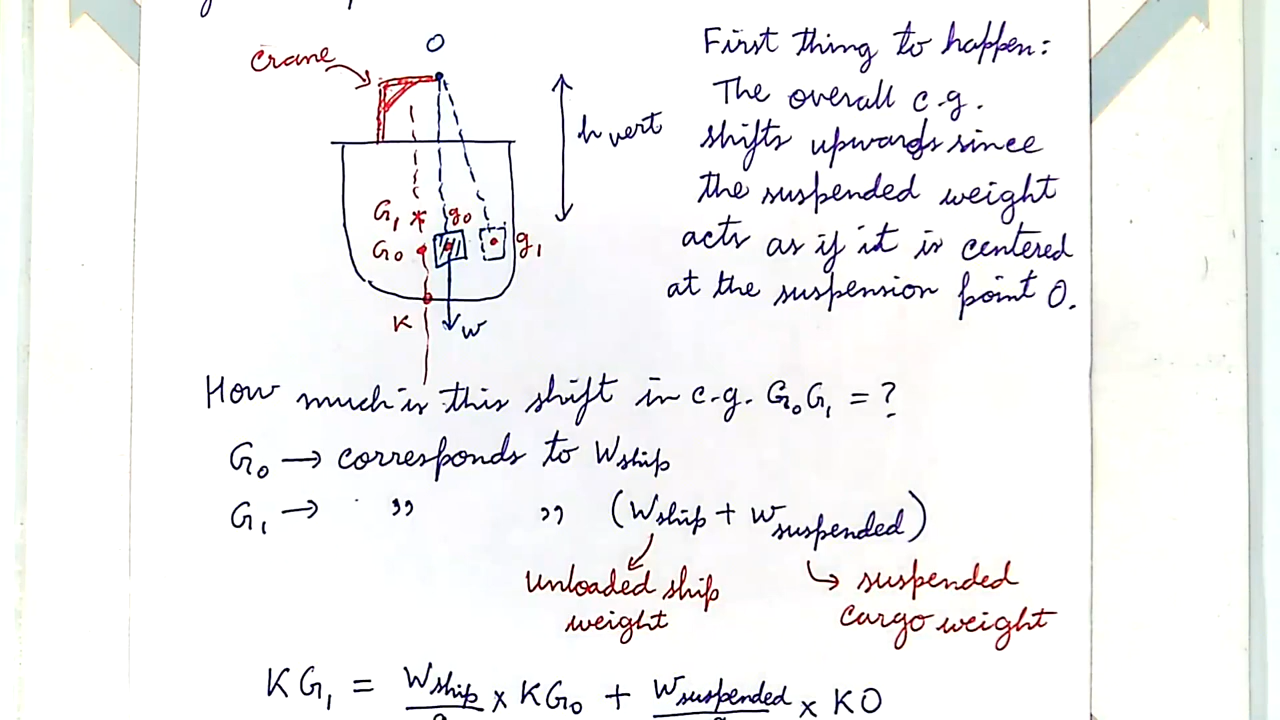 O
crane
First thing to happen:
The overall c.g.
shifts upwards since
the suspended weight
acts as if it is centered
at the suspension point O.
h vert
G₁
g₀
G₀
g₁
K
w
How much is this shift in c.g. G₀G₁ = ?
G₀ → corresponds to Wship
G₁ → ,, ,, (Wship + Wsuspended)
unloaded ship
weight
suspended
cargo weight
KG₁ = Wship × KG₀ + Wsuspended × KO